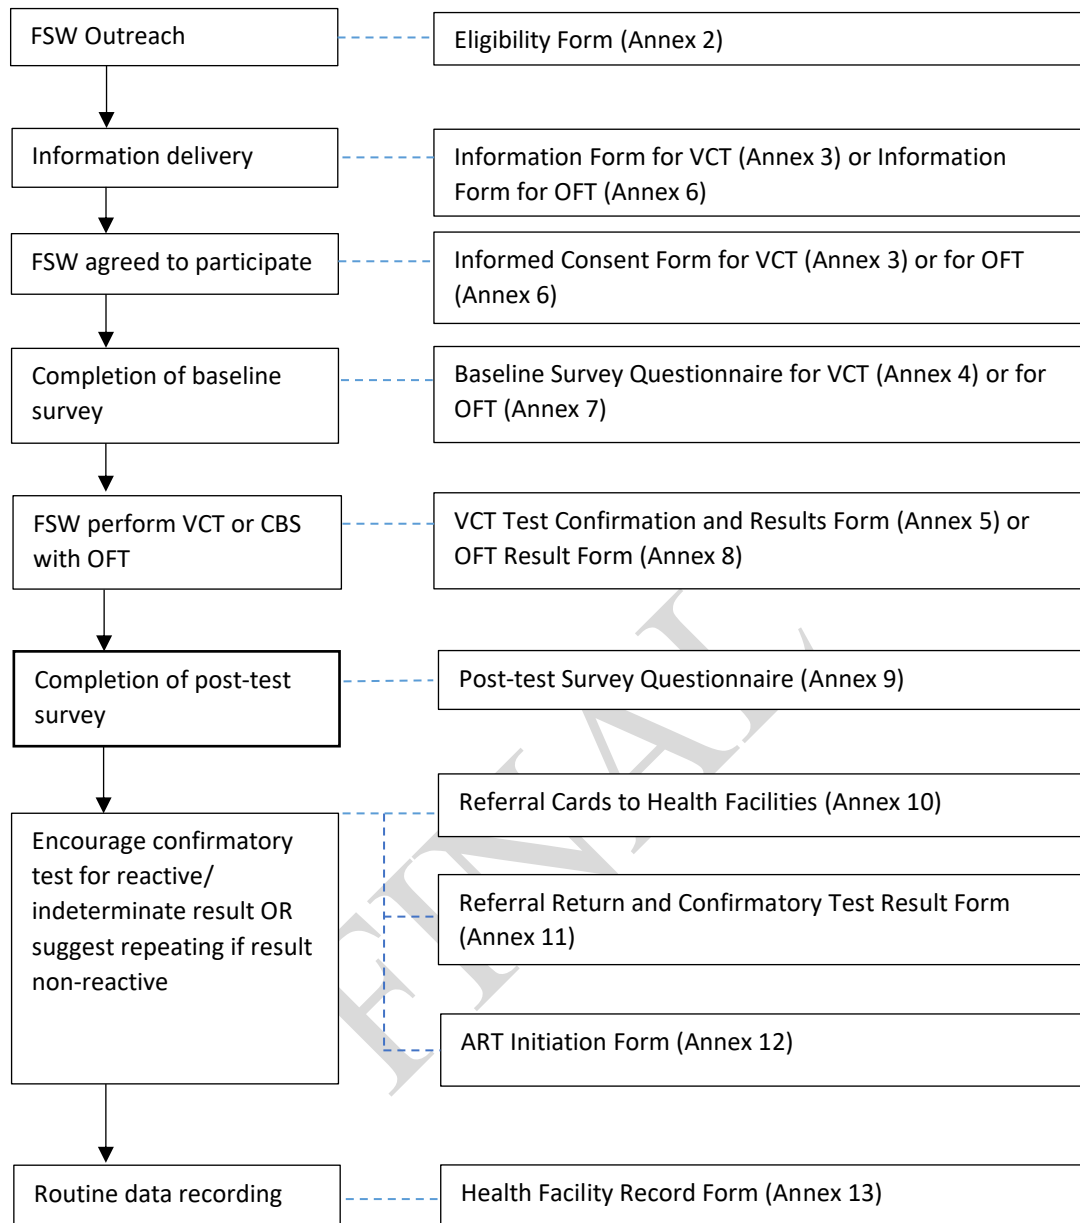 FSW Outreach
Eligibility Form (Annex 2)
Information delivery
Information Form for VCT (Annex 3) or Information
Form for OFT (Annex 6)
FSW agreed to participate
Informed Consent Form for VCT (Annex 3) or for OFT
(Annex 6)
Completion of baseline
survey
Baseline Survey Questionnaire for VCT (Annex 4) or for
OFT (Annex 7)
FSW perform VCT or CBS
with OFT
VCT Test Confirmation and Results Form (Annex 5) or
OFT Result Form (Annex 8)
Completion of post-test
survey
Post-test Survey Questionnaire (Annex 9)
Encourage confirmatory
test for reactive/
indeterminate result OR
suggest repeating if result
non-reactive
Referral Cards to Health Facilities (Annex 10)
Referral Return and Confirmatory Test Result Form
(Annex 11)
ART Initiation Form (Annex 12)
Routine data recording
Health Facility Record Form (Annex 13)
FINAL